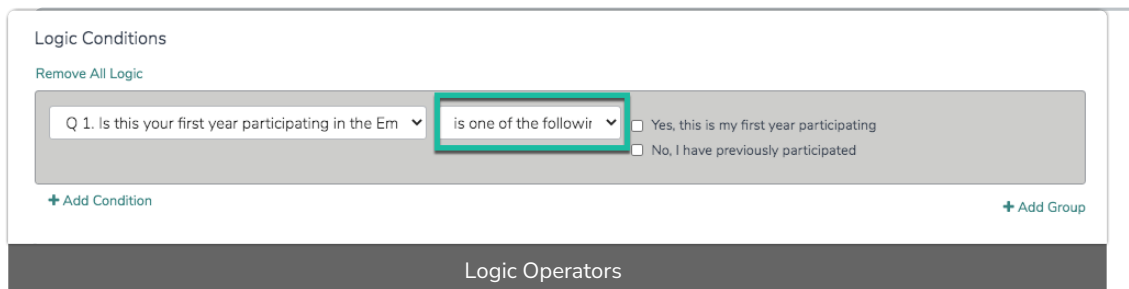 Logic Conditions
Remove All Logic
Q 1. Is this your first year participating in the Em
is one of the followir
Yes, this is my first year participating
No, I have previously participated
+ Add Condition
+ Add Group
Logic Operators